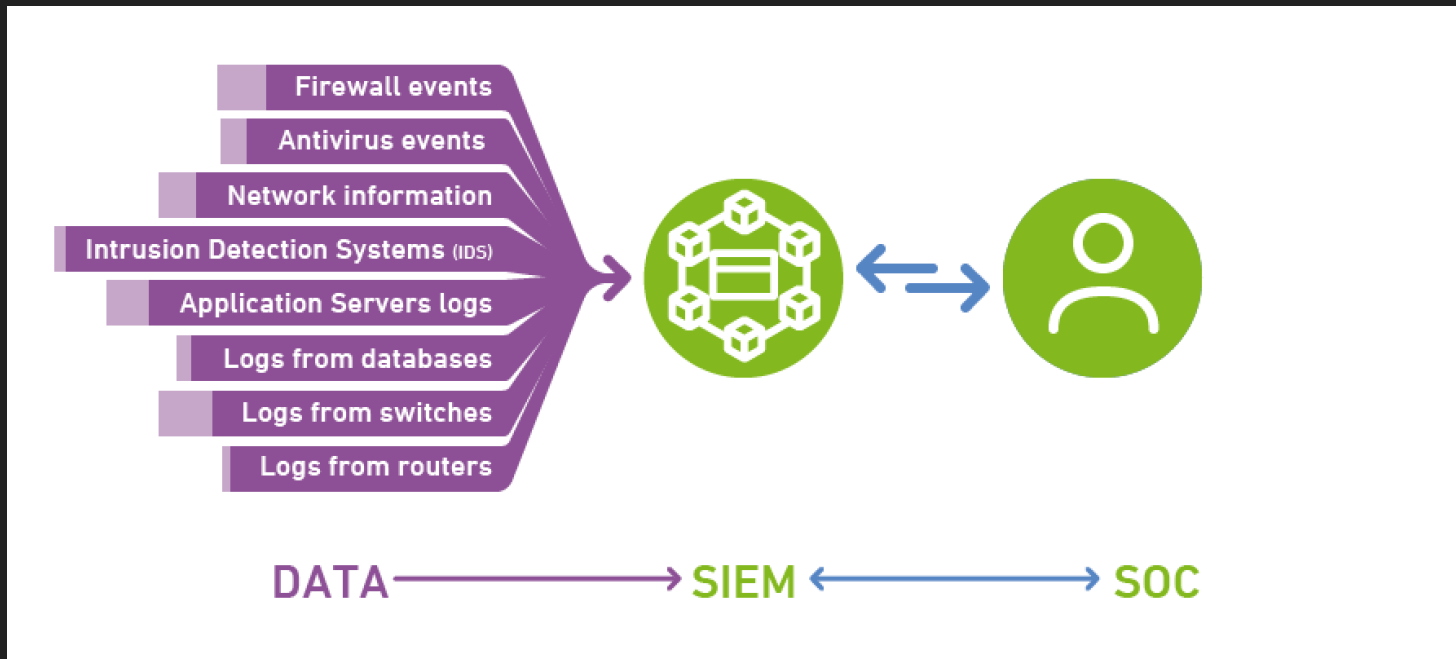 Firewall events
Antivirus events
Network information
Intrusion Detection Systems (IDS)
Application Servers logs
Logs from databases
Logs from switches
Logs from routers
DATA
SIEM
SOC